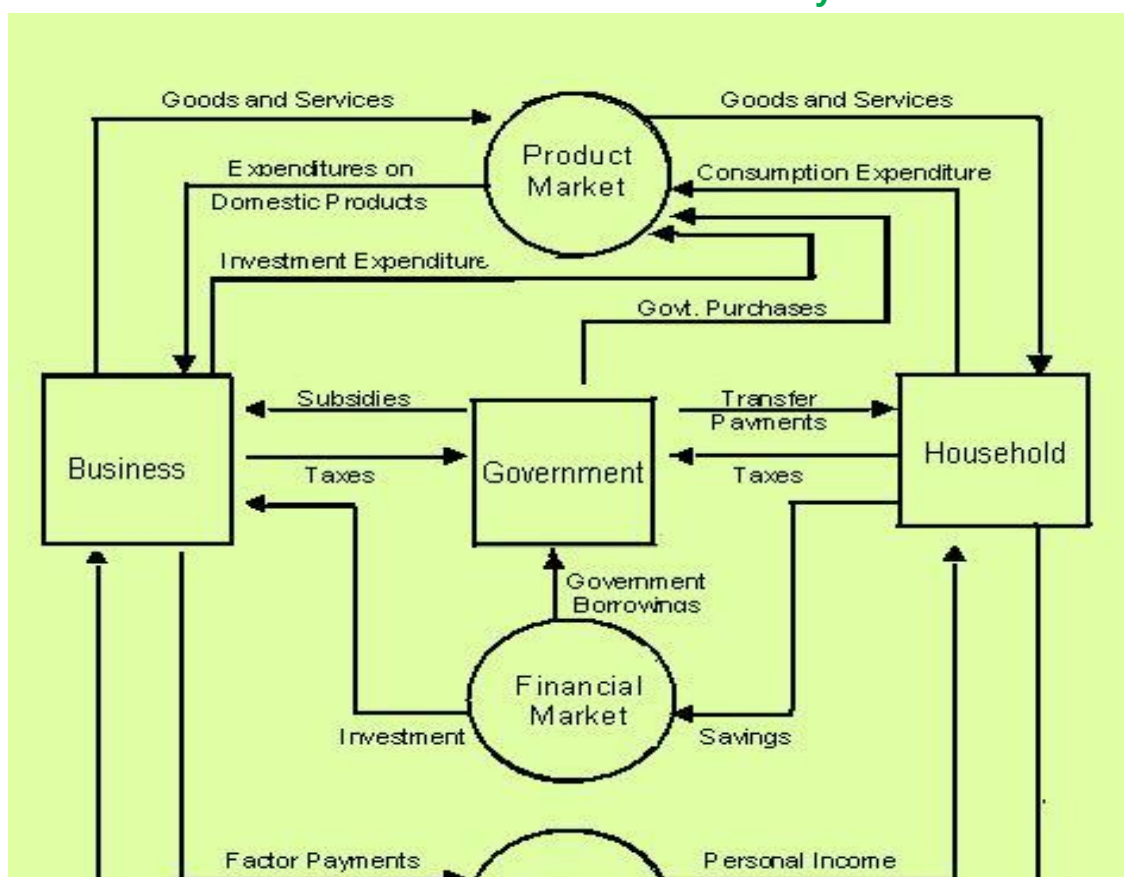 Goods and Services
Goods and Services
Product
Market
Expenditures on
Domestic Products
Consumption Expenditure
Investment Expenditure
Govt. Purchases
Subsidies
Transfer
Payments
Business
Government
Household
Taxes
Taxes
Government
Borrowings
Financial
Market
Investment
Savings
Factor Payments
Personal Income